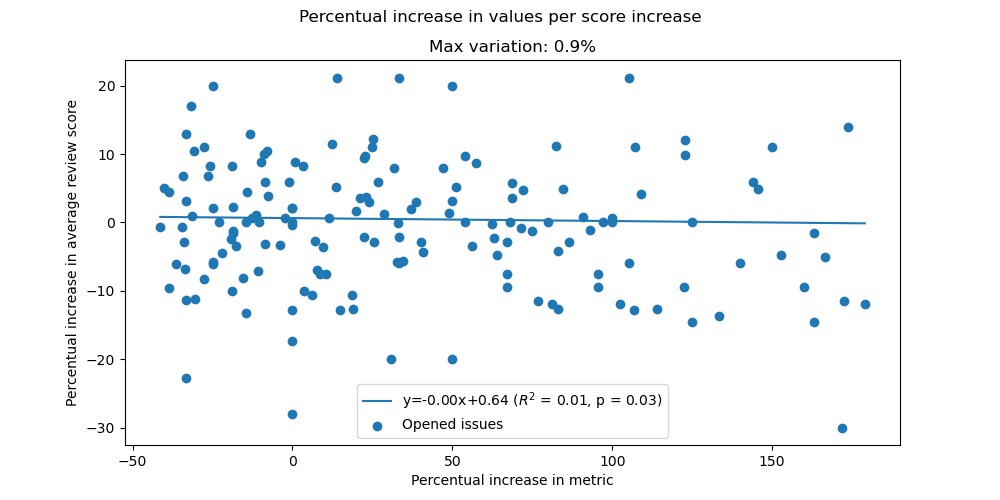 Percentual increase in values per score increase
Max variation: 0.9%
Percentual increase in average review score
20
10
0
−10
−20
−30
y=-0.00x+0.64 (R² = 0.01, p = 0.03)
Opened issues
−50
0
50
100
150
Percentual increase in metric